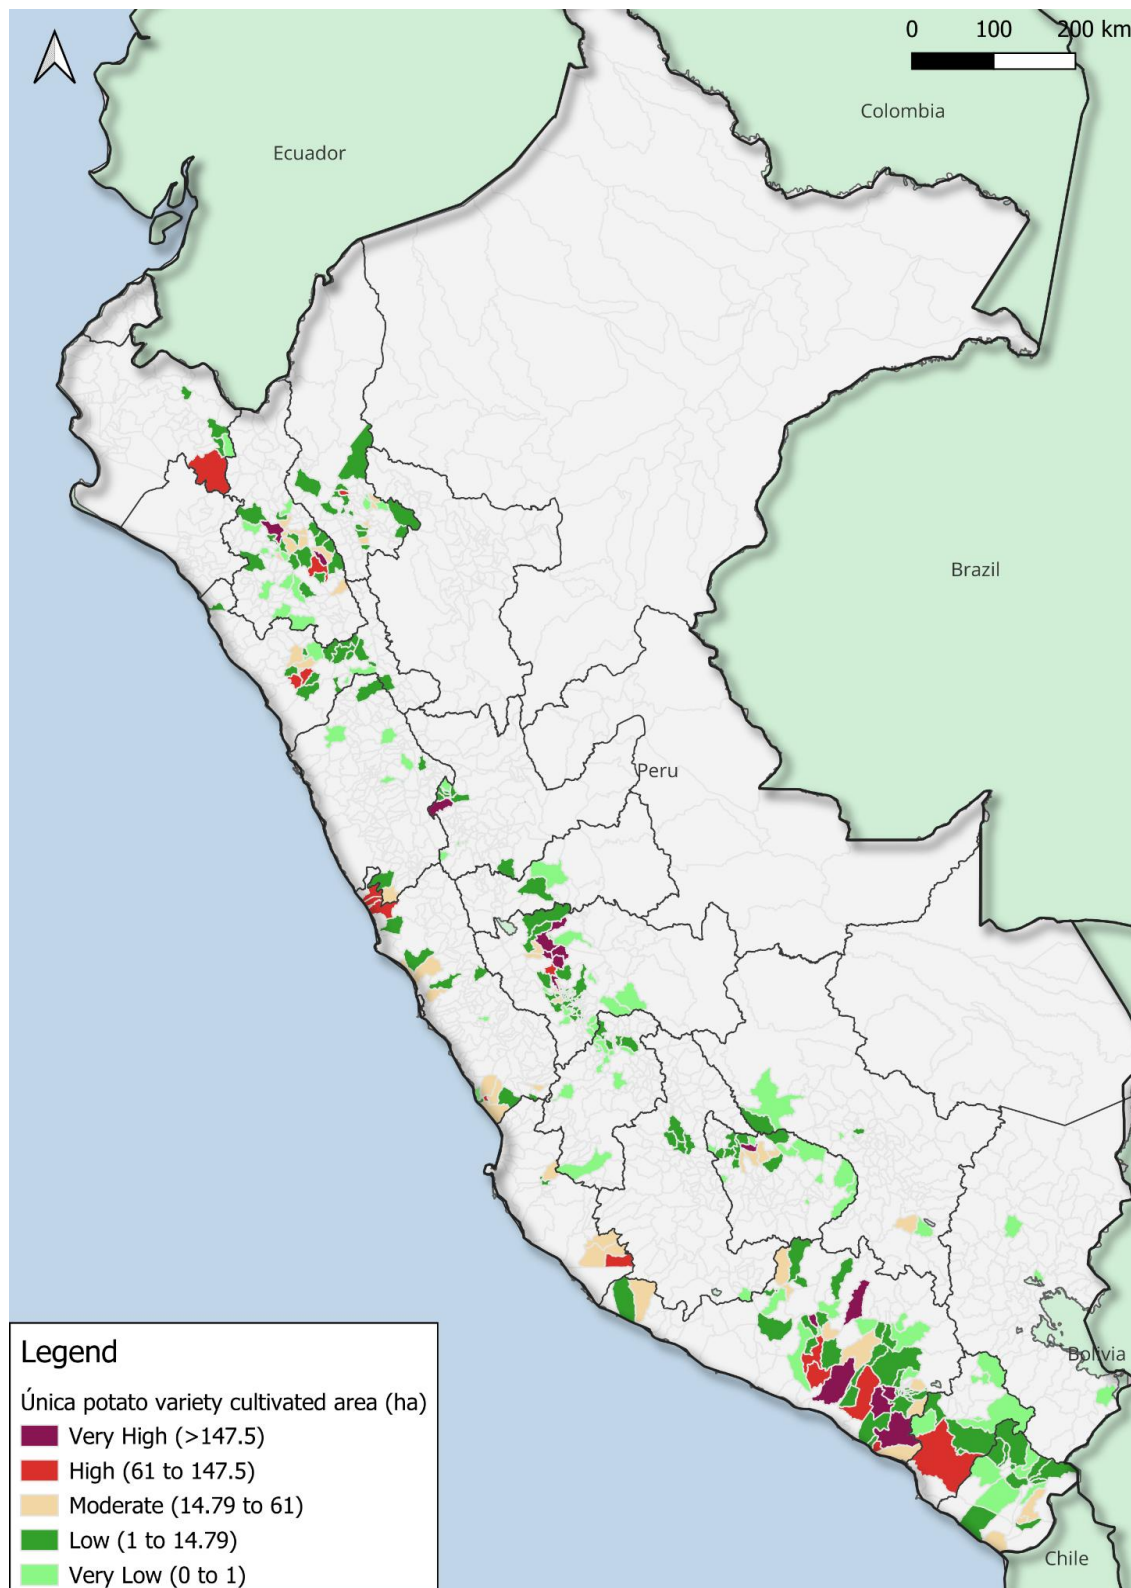 0 100 200 km
Colombia
Ecuador
Brazil
Peru
Bolivia
Chile
Legend
Única potato variety cultivated area (ha)
Very High (>147.5)
High (61 to 147.5)
Moderate (14.79 to 61)
Low (1 to 14.79)
Very Low (0 to 1)